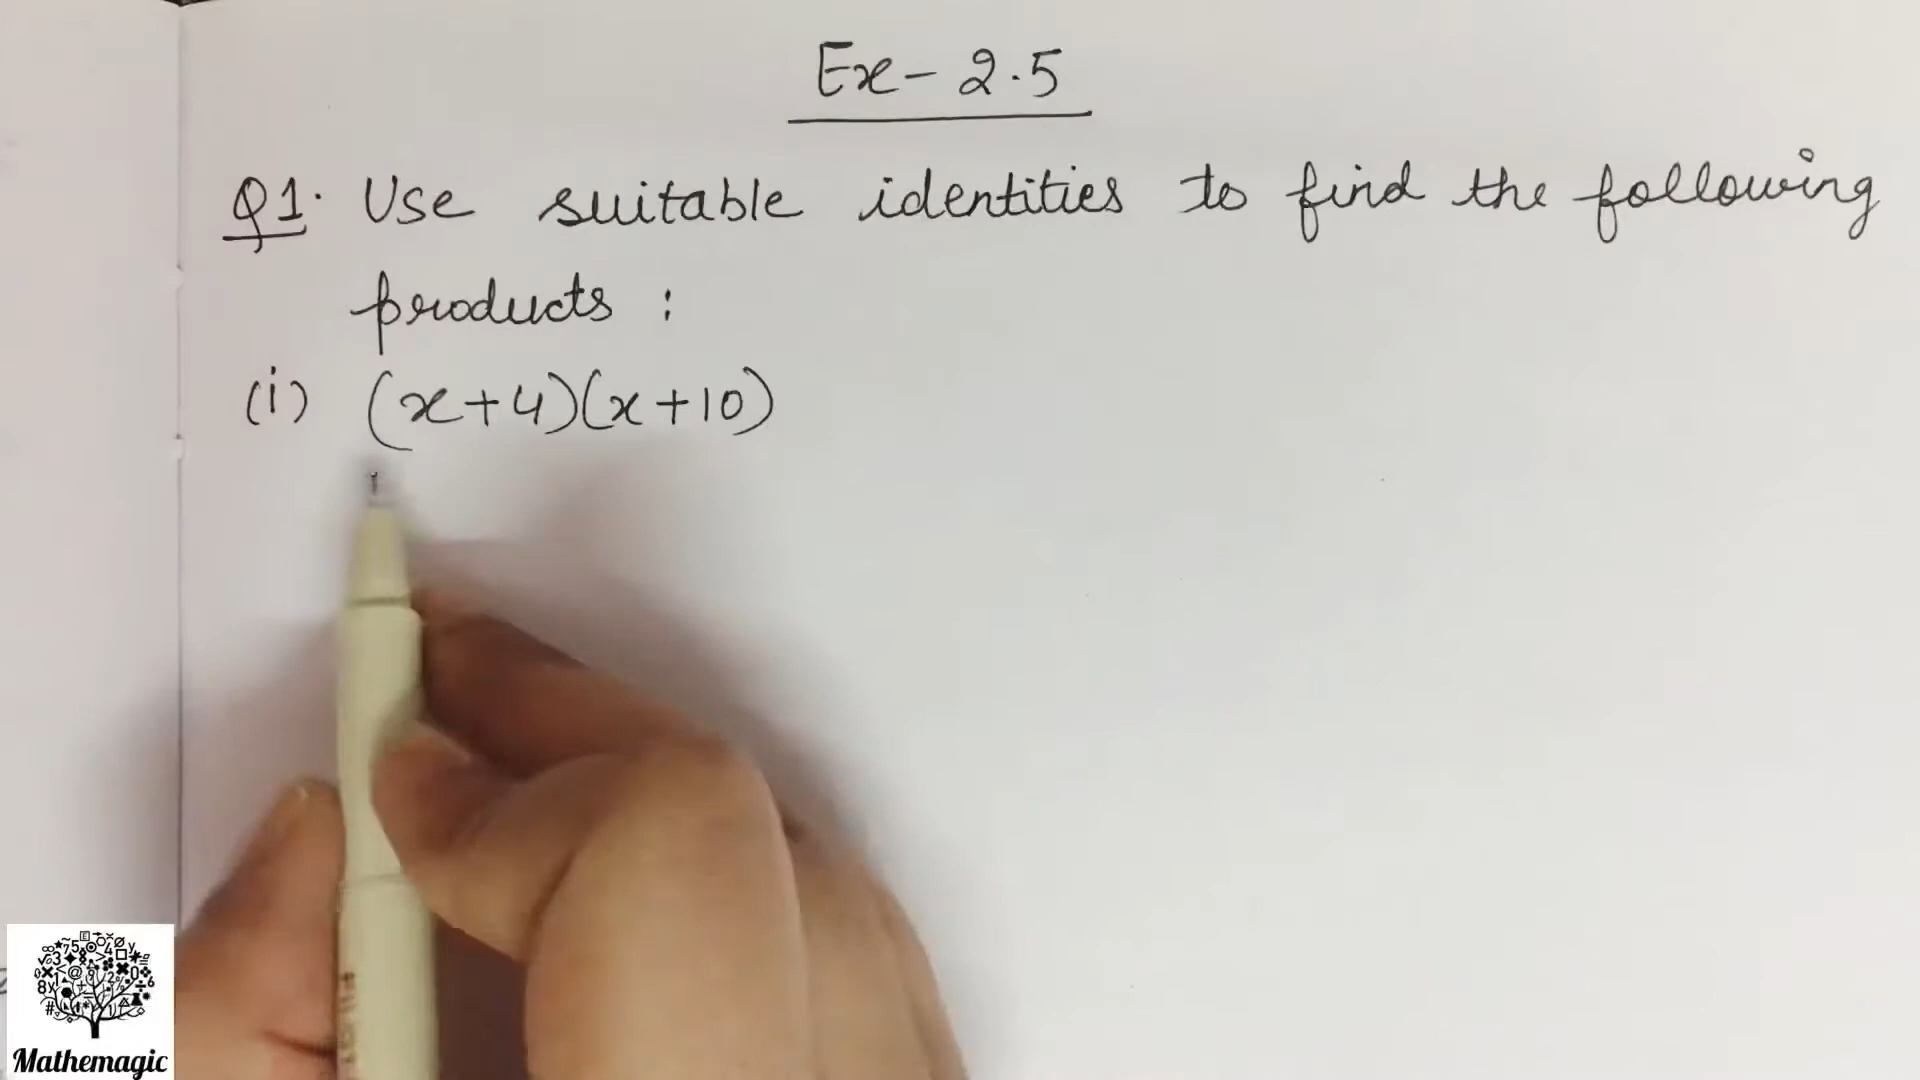 Ex - 2.5
Q1. Use suitable identities to find the following
products :
(i) (x+4)(x+10)
Mathemagic